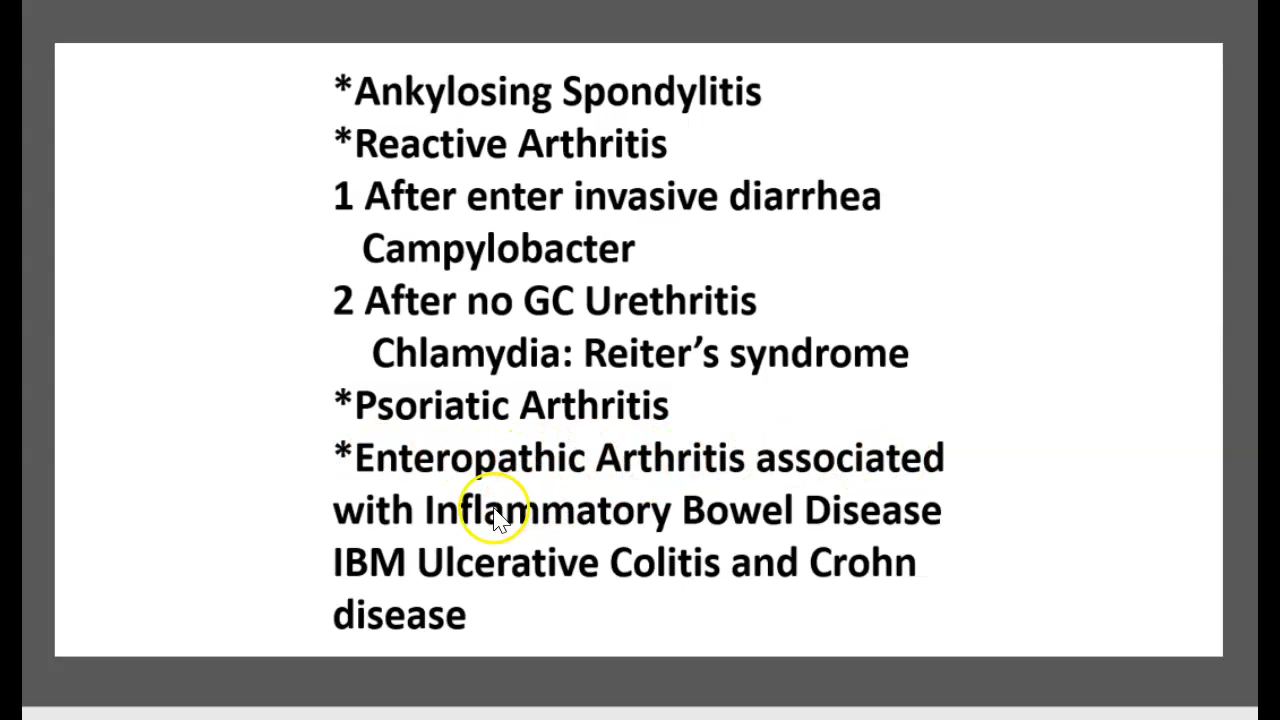 *Ankylosing Spondylitis
*Reactive Arthritis
1 After enter invasive diarrhea
Campylobacter
2 After no GC Urethritis
Chlamydia: Reiter’s syndrome
*Psoriatic Arthritis
*Enteropathic Arthritis associated
with Inflammatory Bowel Disease
IBM Ulcerative Colitis and Crohn
disease